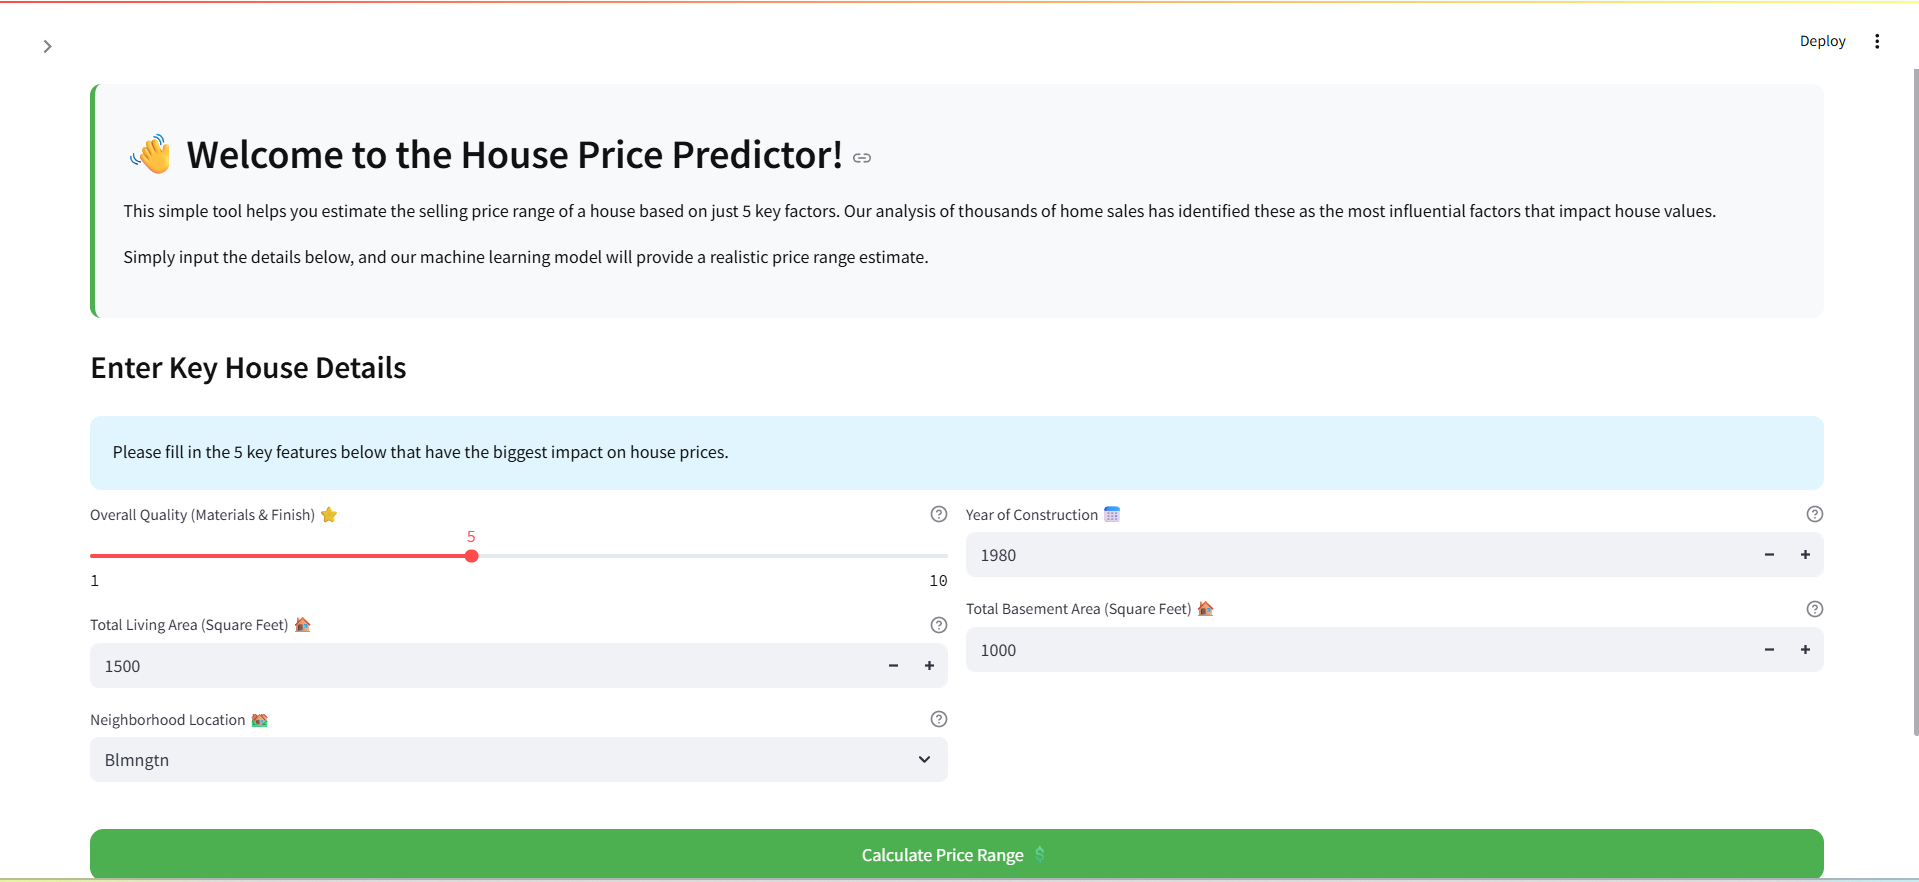 Deploy
👋 Welcome to the House Price Predictor!
This simple tool helps you estimate the selling price range of a house based on just 5 key factors. Our analysis of thousands of home sales has identified these as the most influential factors that impact house values.
Simply input the details below, and our machine learning model will provide a realistic price range estimate.
Enter Key House Details
Please fill in the 5 key features below that have the biggest impact on house prices.
Overall Quality (Materials & Finish) ⭐
5
1
10
Year of Construction 📅
1980
Total Living Area (Square Feet) 🏠
1500
Total Basement Area (Square Feet) 🏠
1000
Neighborhood Location 🏘️
Blmngtn
Calculate Price Range 💲